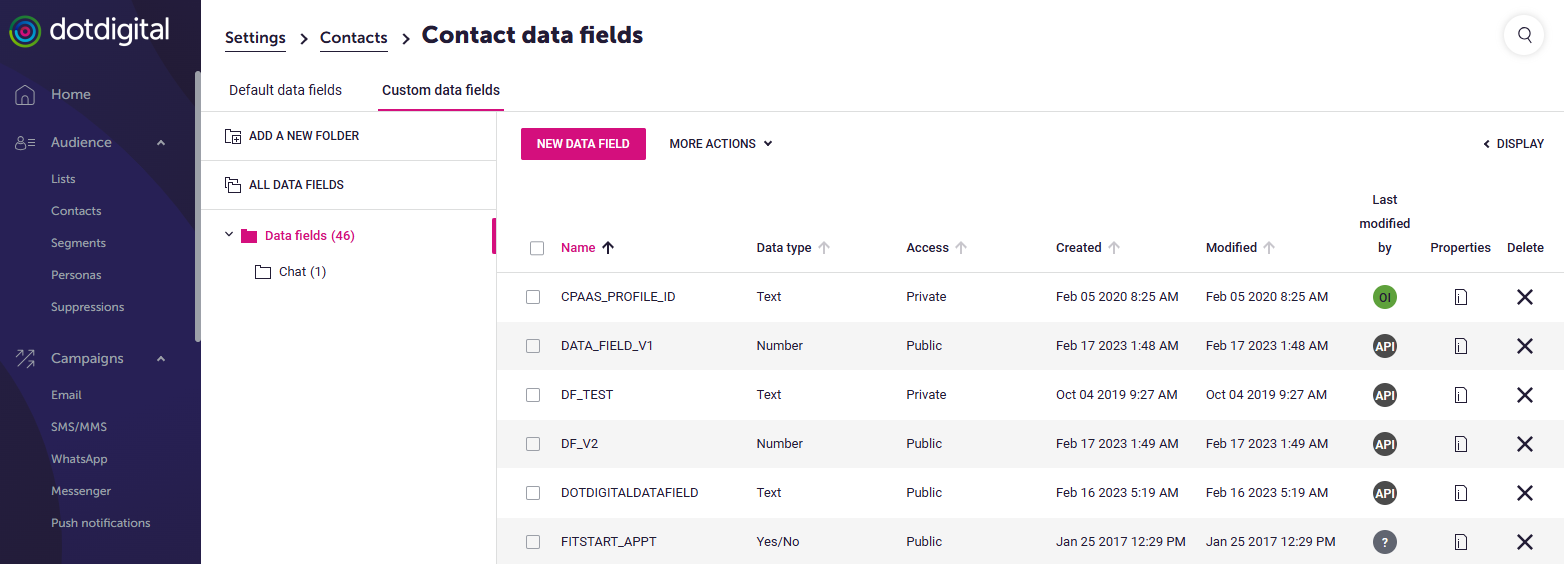 dotdigital
Home
Audience
Lists
Contacts
Segments
Personas
Suppressions
Campaigns
Email
SMS/MMS
WhatsApp
Messenger
Push notifications
Settings > Contacts > Contact data fields
Default data fields Custom data fields
ADD A NEW FOLDER
ALL DATA FIELDS
Data fields (46)
Chat (1)
NEW DATA FIELD MORE ACTIONS DISPLAY
Name Data type Access Created Modified Last modified by Properties Delete
CPAAS_PROFILE_ID Text Private Feb 05 2020 8:25 AM Feb 05 2020 8:25 AM OI
DATA_FIELD_V1 Number Public Feb 17 2023 1:48 AM Feb 17 2023 1:48 AM API
DF_TEST Text Private Oct 04 2019 9:27 AM Oct 04 2019 9:27 AM API
DF_V2 Number Public Feb 17 2023 1:49 AM Feb 17 2023 1:49 AM API
DOTDIGITALDATAFIELD Text Public Feb 16 2023 5:19 AM Feb 16 2023 5:19 AM API
FITSTART_APPT Yes/No Public Jan 25 2017 12:29 PM Jan 25 2017 12:29 PM ?